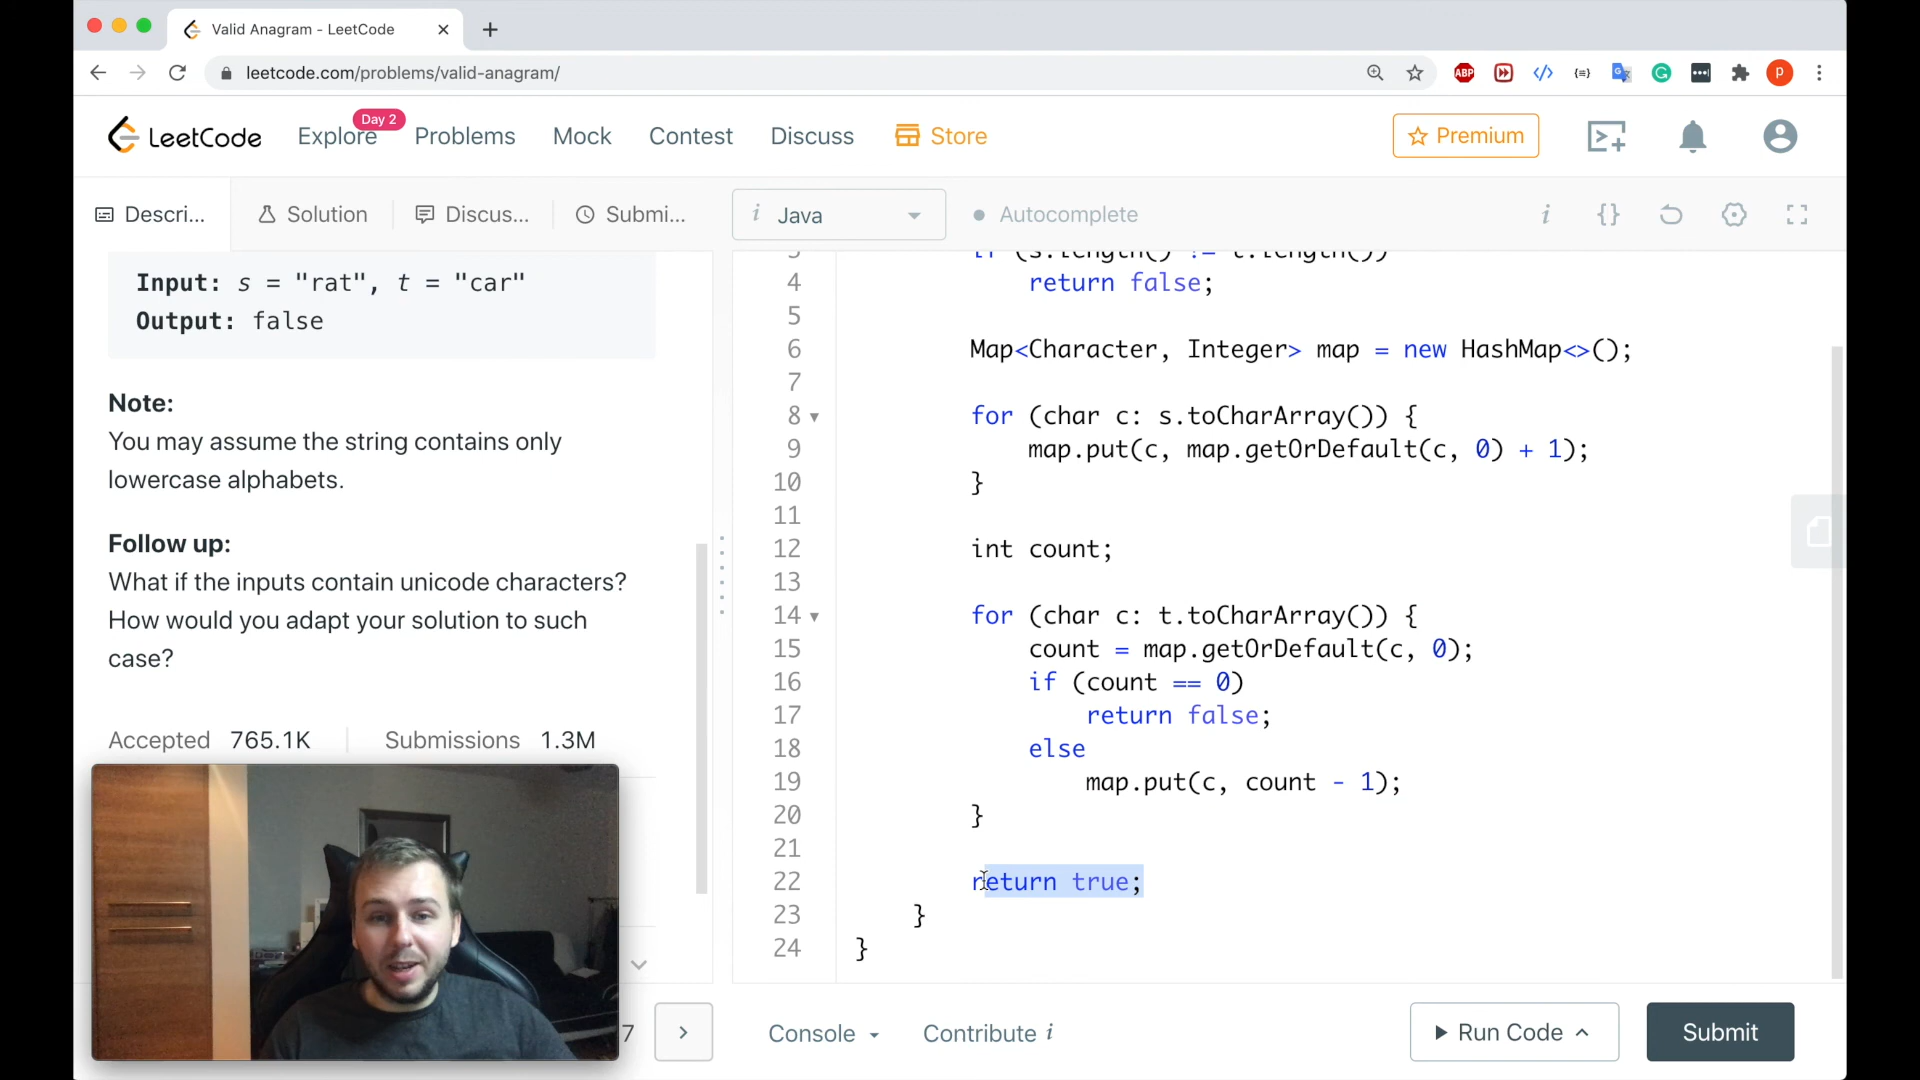 Valid Anagram - LeetCode
leetcode.com/problems/valid-anagram/
ABP
p
LeetCode
Explore
Day 2
Problems
Mock
Contest
Discuss
Store
Premium
Descri...
Solution
Discus...
Submi...
i Java
Autocomplete
i {}
Input: s = "rat", t = "car"
Output: false
Note:
You may assume the string contains only
lowercase alphabets.
Follow up:
What if the inputs contain unicode characters?
How would you adapt your solution to such
case?
Accepted 765.1K
Submissions 1.3M
7
3 if (s.length() != t.length())
4 return false;
5
6 Map<Character, Integer> map = new HashMap<>();
7
8 for (char c: s.toCharArray()) {
9 map.put(c, map.getOrDefault(c, 0) + 1);
10 }
11
12 int count;
13
14 for (char c: t.toCharArray()) {
15 count = map.getOrDefault(c, 0);
16 if (count == 0)
17 return false;
18 else
19 map.put(c, count - 1);
20 }
21
22 return true;
23 }
24 }
Console
Contribute i
Run Code
Submit